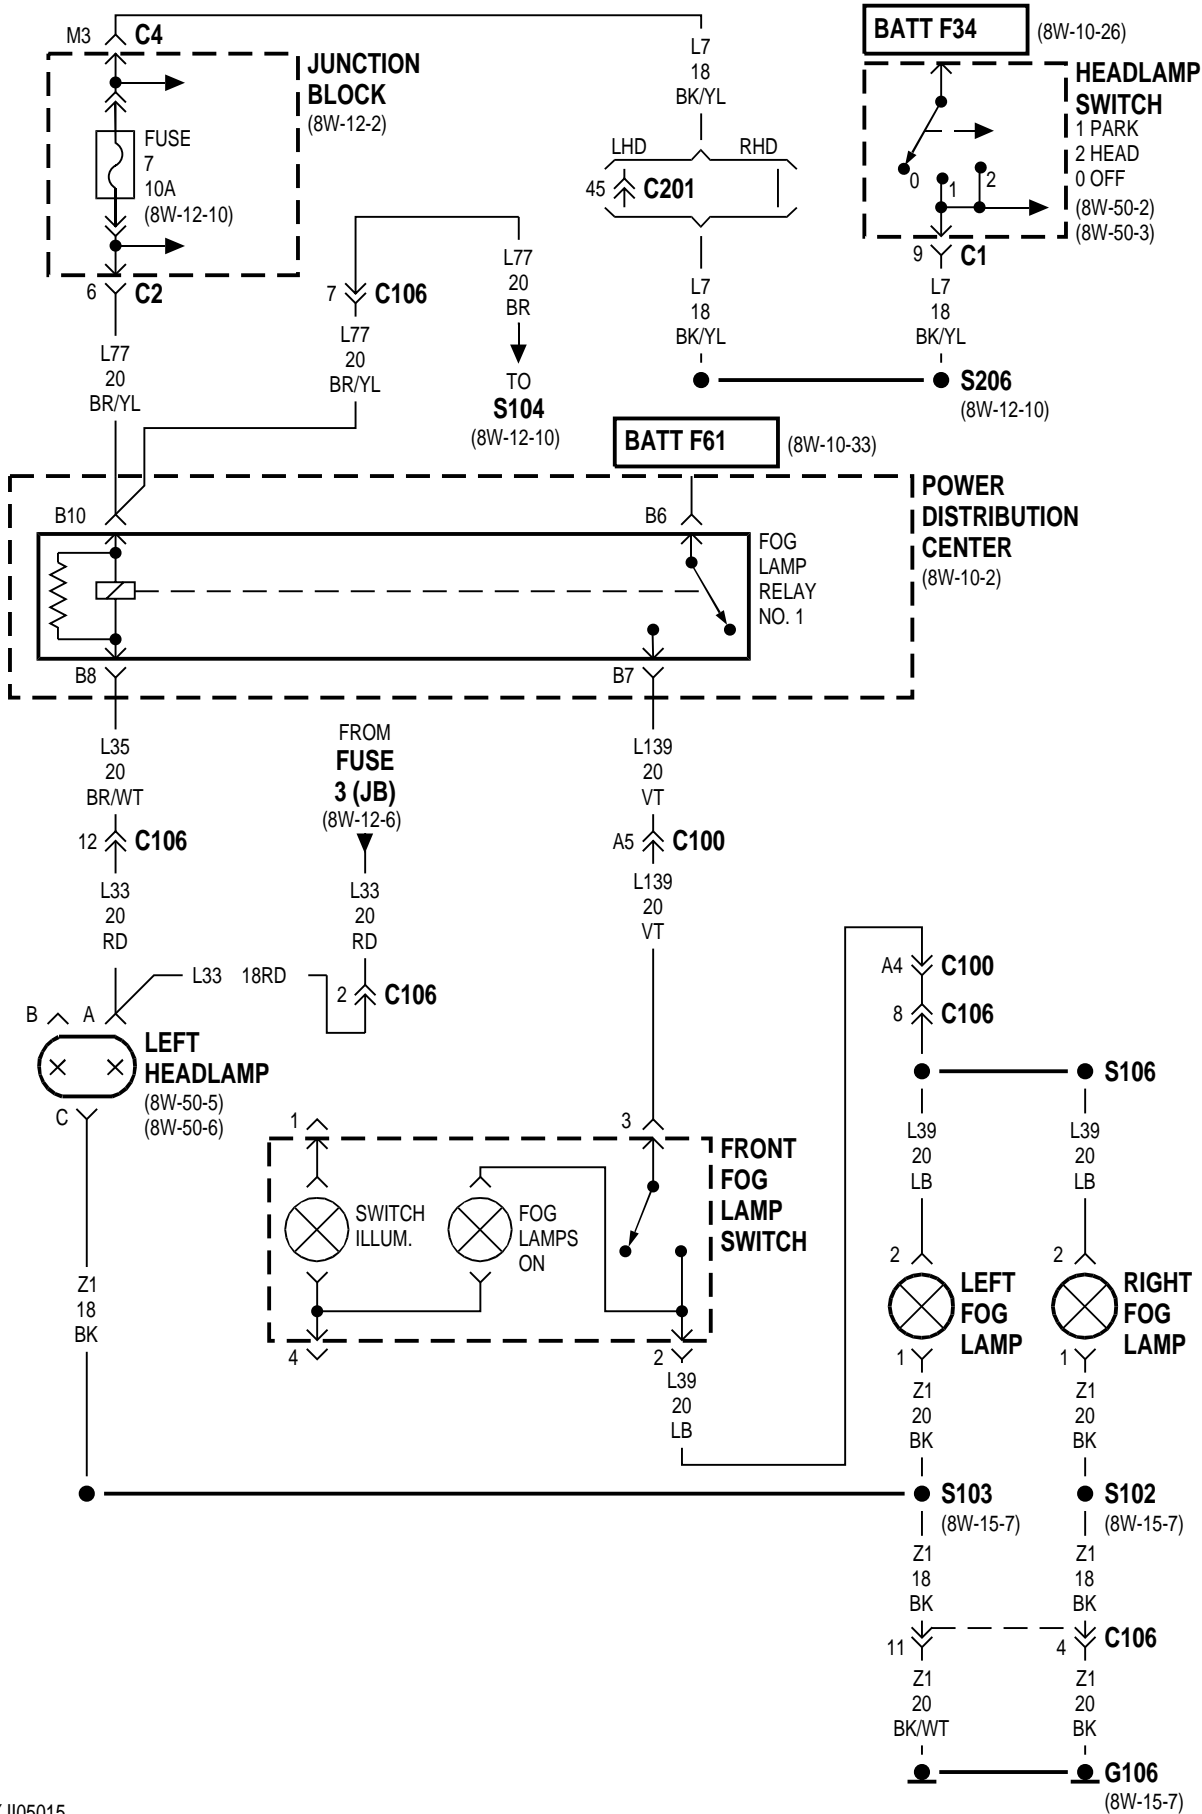 M3
C4
JUNCTION
BLOCK
(8W-12-2)
FUSE
7
10A
(8W-12-10)
6
C2
L77
20
BR/YL
7
C106
L77
20
BR/YL
L77
20
BR
TO
S104
(8W-12-10)
L7
18
BK/YL
LHD
RHD
45
C201
L7
18
BK/YL
BATT F34
(8W-10-26)
HEADLAMP
SWITCH
1 PARK
2 HEAD
0 OFF
(8W-50-2)
(8W-50-3)
0
1
2
9
C1
L7
18
BK/YL
S206
(8W-12-10)
BATT F61
(8W-10-33)
POWER
DISTRIBUTION
CENTER
(8W-10-2)
B10
B6
FOG
LAMP
RELAY
NO. 1
B8
B7
L35
20
BR/WT
12
C106
L33
20
RD
FROM
FUSE
3 (JB)
(8W-12-6)
L33
20
RD
L33 18RD
2
C106
L139
20
VT
A5
C100
L139
20
VT
A4
C100
8
C106
S106
B
A
LEFT
HEADLAMP
(8W-50-5)
(8W-50-6)
C
1
3
FRONT
FOG
LAMP
SWITCH
SWITCH
ILLUM.
FOG
LAMPS
ON
4
2
L39
20
LB
L39
20
LB
L39
20
LB
2
LEFT
FOG
LAMP
1
2
RIGHT
FOG
LAMP
1
Z1
18
BK
Z1
20
BK
Z1
20
BK
S103
(8W-15-7)
S102
(8W-15-7)
Z1
18
BK
Z1
18
BK
11
4
C106
Z1
20
BK/WT
Z1
20
BK
G106
(8W-15-7)